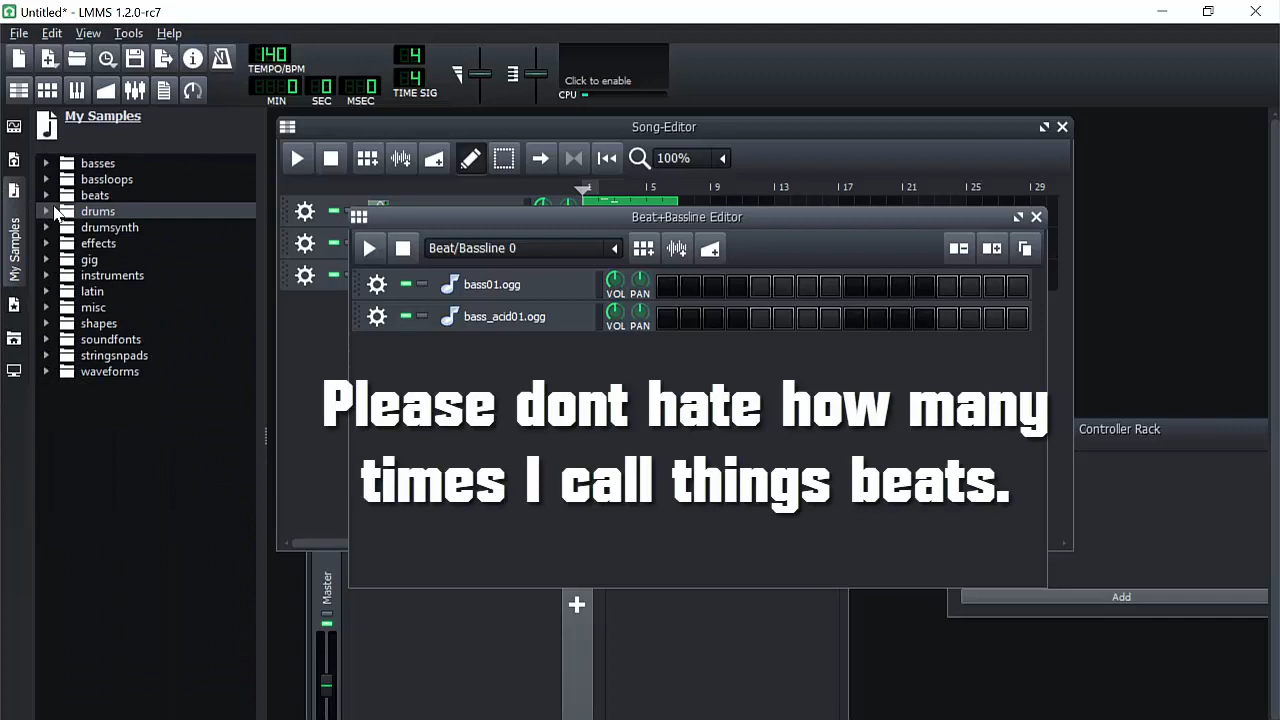 Untitled* - LMMS 1.2.0-rc7
File Edit View Tools Help
140
TEMPO/BPM
0 0 0
MIN SEC MSEC
4
4
TIME SIG
Click to enable
CPU
My Samples
My Samples
basses
bassloops
beats
drums
drumsynth
effects
gig
instruments
latin
misc
shapes
soundfonts
stringsnpads
waveforms
Song-Editor
100%
1 5 9 13 17 21 25 29
Beat+Bassline Editor
Beat/Bassline 0
bass01.ogg
VOL PAN
bass_acid01.ogg
VOL PAN
Please dont hate how many
times I call things beats.
Controller Rack
Add
Master